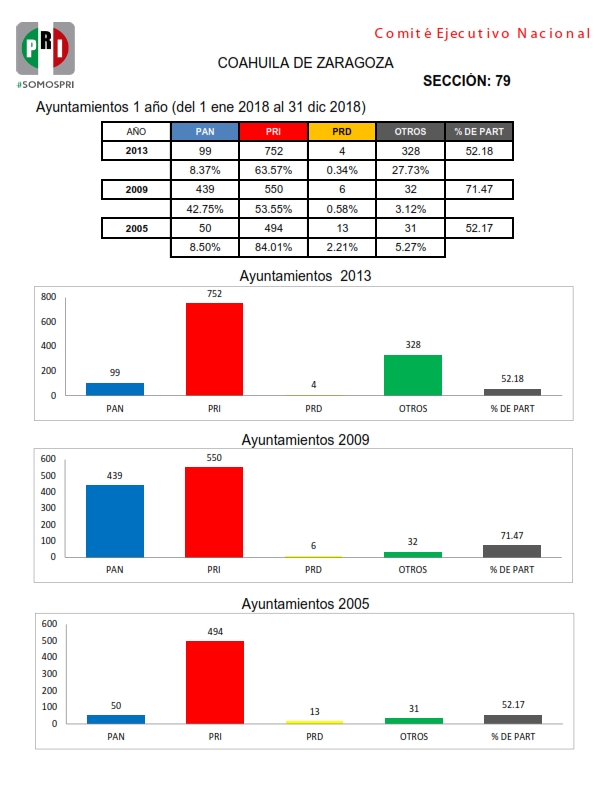 Comité Ejecutivo Nacional
PRI
#SOMOSPRI
COAHUILA DE ZARAGOZA
SECCIÓN: 79
Ayuntamientos 1 año (del 1 ene 2018 al 31 dic 2018)
AÑO PAN PRI PRD OTROS % DE PART
2013 99 752 4 328 52.18
8.37% 63.57% 0.34% 27.73%
2009 439 550 6 32 71.47
42.75% 53.55% 0.58% 3.12%
2005 50 494 13 31 52.17
8.50% 84.01% 2.21% 5.27%
Ayuntamientos 2013
800
600
400
200
0
99 752 4 328 52.18
PAN PRI PRD OTROS % DE PART
Ayuntamientos 2009
600
500
400
300
200
100
0
439 550 6 32 71.47
PAN PRI PRD OTROS % DE PART
Ayuntamientos 2005
600
500
400
300
200
100
0
50 494 13 31 52.17
PAN PRI PRD OTROS % DE PART